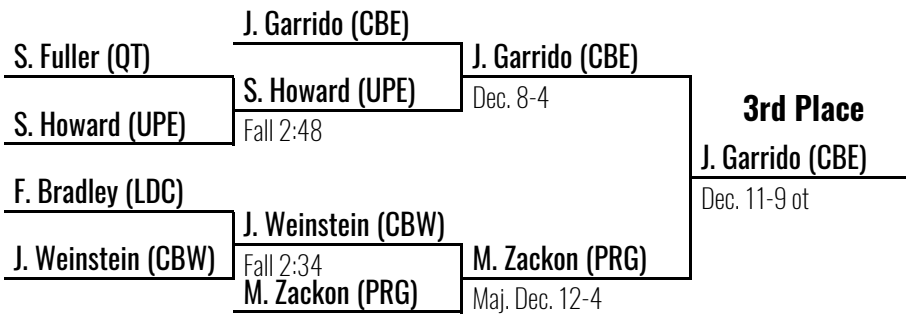 J. Garrido (CBE)
S. Fuller (QT)
J. Garrido (CBE)
S. Howard (UPE)
Dec. 8-4
S. Howard (UPE)
Fall 2:48
3rd Place
J. Garrido (CBE)
F. Bradley (LDC)
Dec. 11-9 ot
J. Weinstein (CBW)
J. Weinstein (CBW)
Fall 2:34
M. Zackon (PRG)
M. Zackon (PRG)
Maj. Dec. 12-4